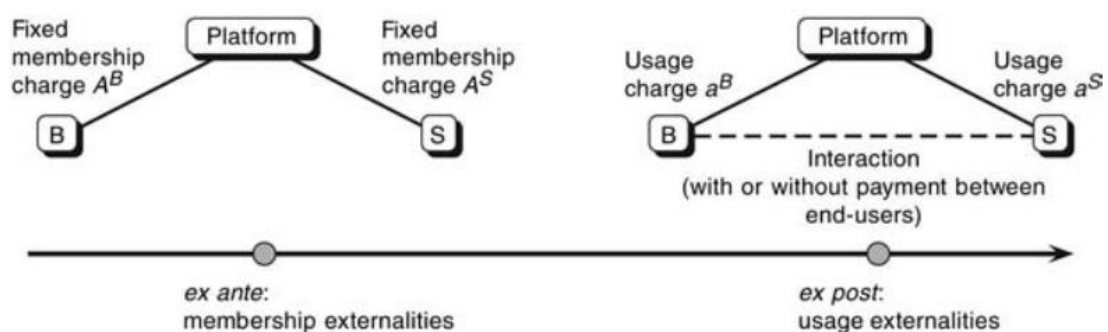 Fixed
membership
charge A^B
Platform
Fixed
membership
charge A^S
B
S
Usage
charge a^B
Platform
Usage
charge a^S
B
S
Interaction
(with or without payment between
end-users)
ex ante:
membership externalities
ex post:
usage externalities